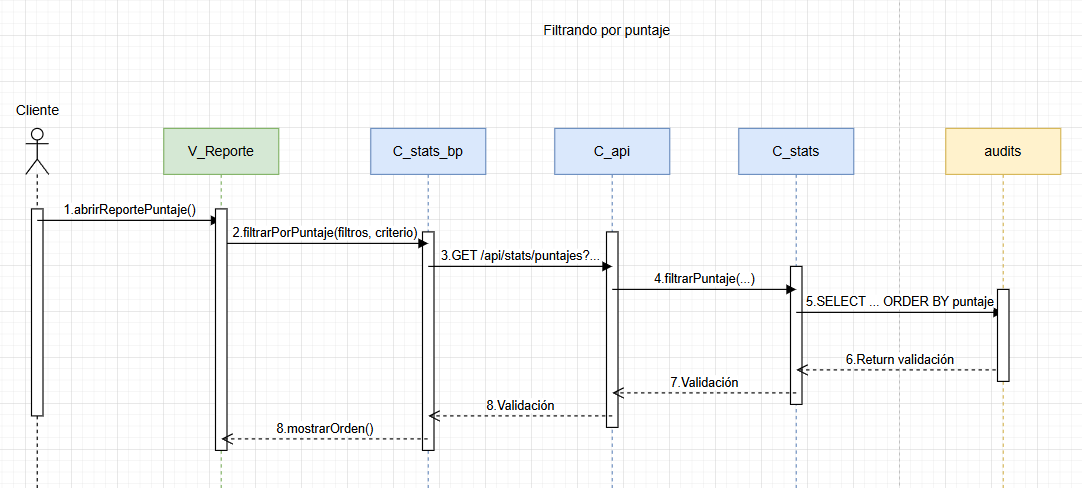 Filtrando por puntaje
Cliente
V_Reporte
C_stats_bp
C_api
C_stats
audits
1.abrirReportePuntaje()
2.filtrarPorPuntaje(filtros, criterio)
3.GET /api/stats/puntajes?...
4.filtrarPuntaje(...)
5.SELECT ... ORDER BY puntaje
6.Return validación
7.Validación
8.Validación
8.mostrarOrden()